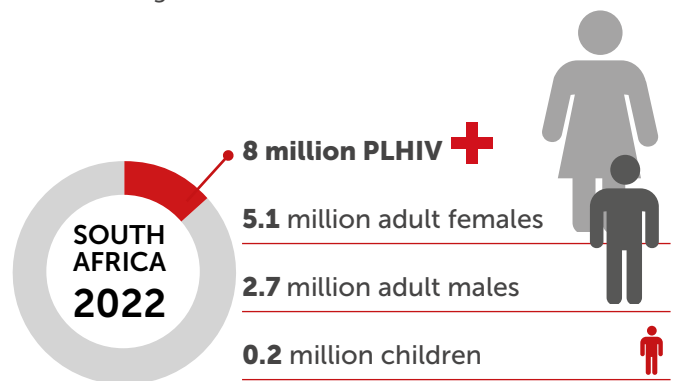 8 million PLHIV
SOUTH
AFRICA
2022
5.1 million adult females
2.7 million adult males
0.2 million children